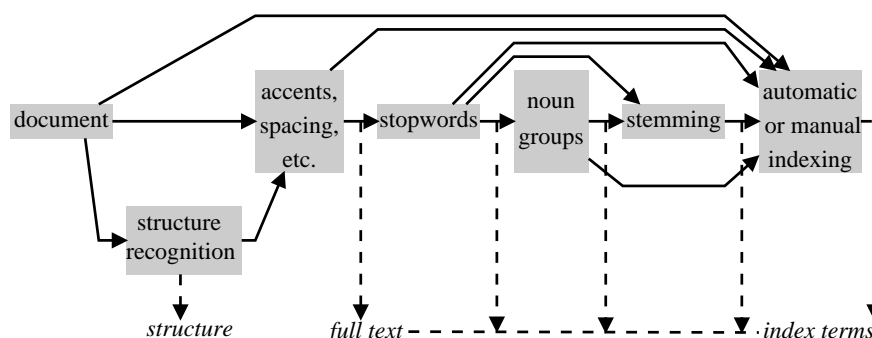 document
structure
recognition
accents,
spacing,
etc.
stopwords
noun
groups
stemming
automatic
or manual
indexing
structure
full text
index terms